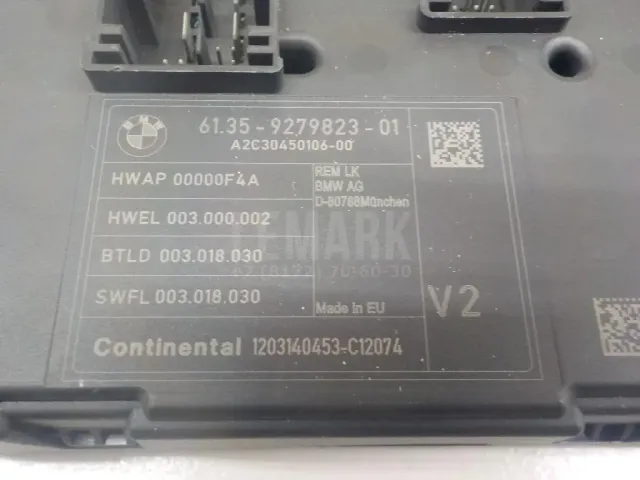 BMW
61.35 - 9279823 - 01
A2C30450106-00
HWAP 00000F4A
HWEL 003.000.002
BTLD 003.018.030
SWFL 003.018.030
REM LK
BMW AG
D-80788München
Made in EU
V2
Continental 1203140453-C12074